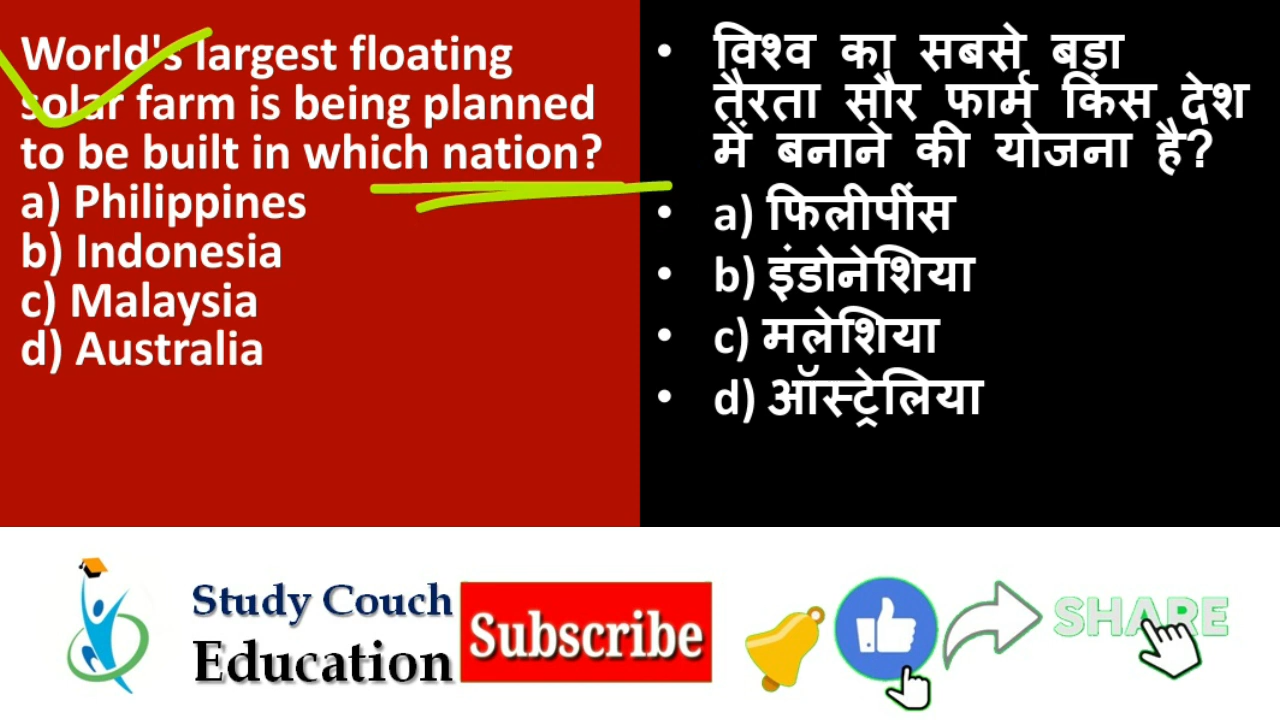 World's largest floating
solar farm is being planned
to be built in which nation?
a) Philippines
b) Indonesia
c) Malaysia
d) Australia
• विश्व का सबसे बड़ा
तैरता सौर फार्म किस देश
में बनाने की योजना है?
• a) फिलीपींस
• b) इंडोनेशिया
• c) मलेशिया
• d) ऑस्ट्रेलिया
Study Couch
Education
Subscribe
SHARE